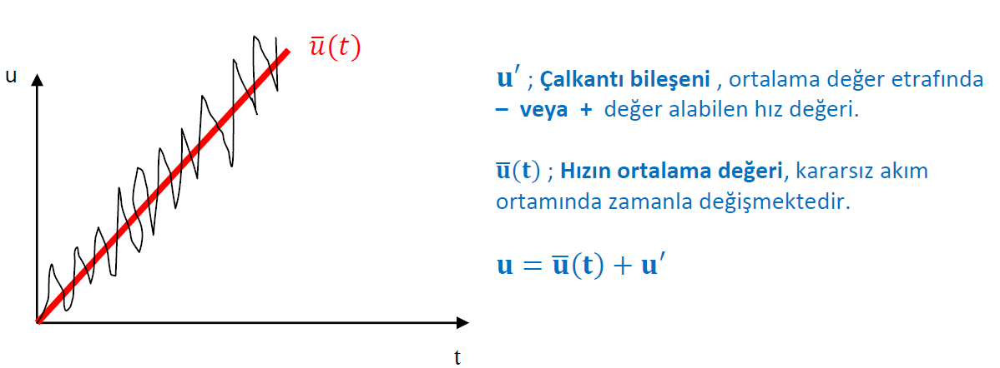 u
ū(t)
t
u′ ; Çalkantı bileşeni , ortalama değer etrafında
– veya + değer alabilen hız değeri.
ū(t) ; Hızın ortalama değeri, kararsız akım
ortamında zamanla değişmektedir.
u = ū(t) + u′